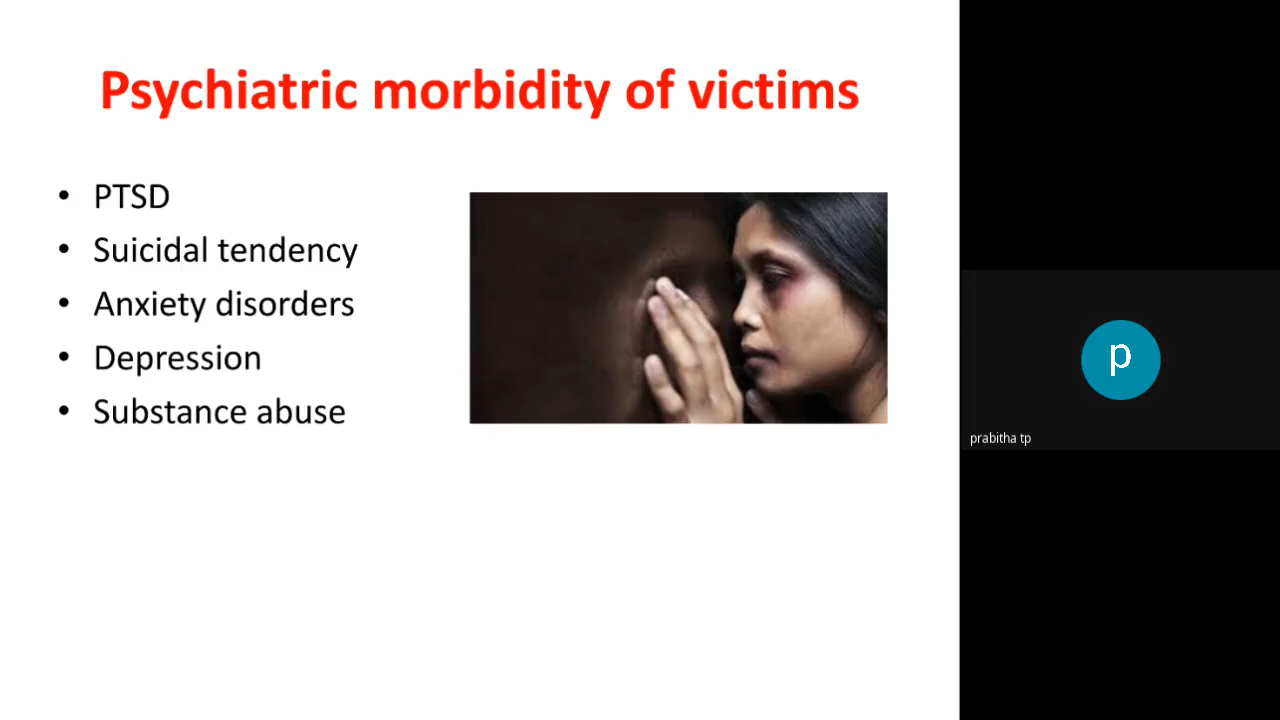 Psychiatric morbidity of victims
• PTSD
• Suicidal tendency
• Anxiety disorders
• Depression
• Substance abuse
p
prabitha tp